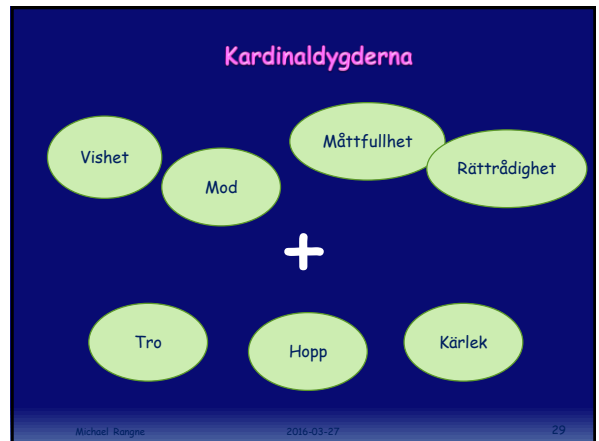 Kardinaldygderna
Vishet
Mod
Måttfullhet
Rättrådighet
+
Tro
Hopp
Kärlek
Michael Rangne 2016-03-27 29